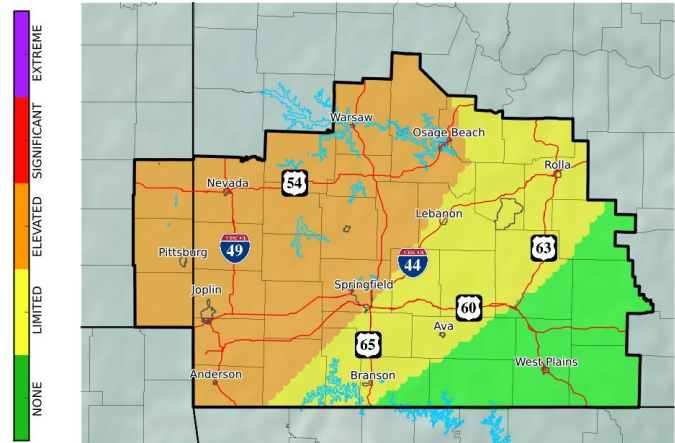 EXTREME
SIGNIFICANT
ELEVATED
LIMITED
NONE
Warsaw
Osage Beach
Rolla
Nevada
54
Lebanon
Pittsburg
49
44
63
Joplin
Springfield
60
Ava
65
West Plains
Anderson
Branson